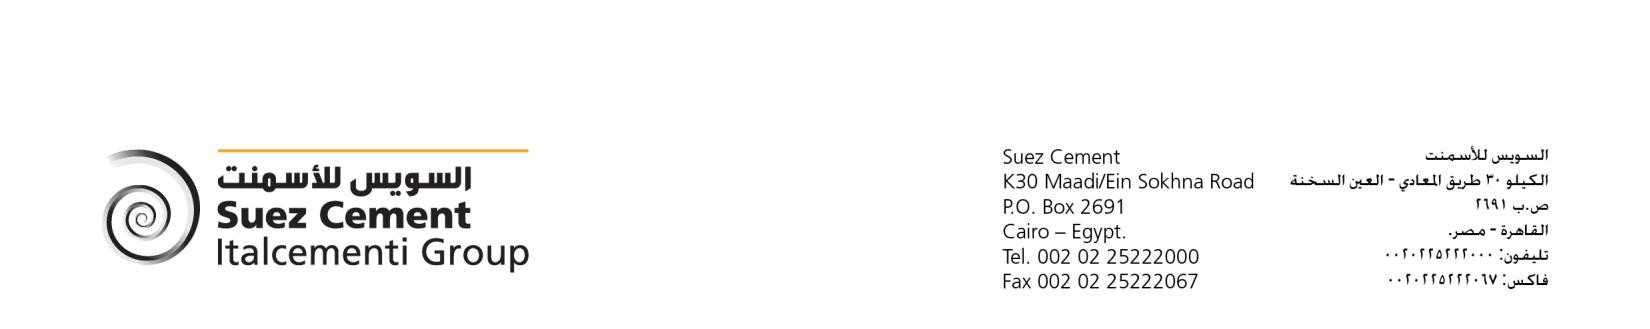 السويس للأسمنت
Suez Cement
Italcementi Group
Suez Cement
K30 Maadi/Ein Sokhna Road
P.O. Box 2691
Cairo – Egypt.
Tel. 002 02 25222000
Fax 002 02 25222067
السويس للأسمنت
الكيلو ٣٠ طريق المعادي - العين السخنة
ص.ب ٢٦٩١
القاهرة - مصر.
تليفون: ٠٠٢٠٢٢٥٢٢٢٠٠٠
فاكس: ٠٠٢٠٢٢٥٢٢٢٠٦٧